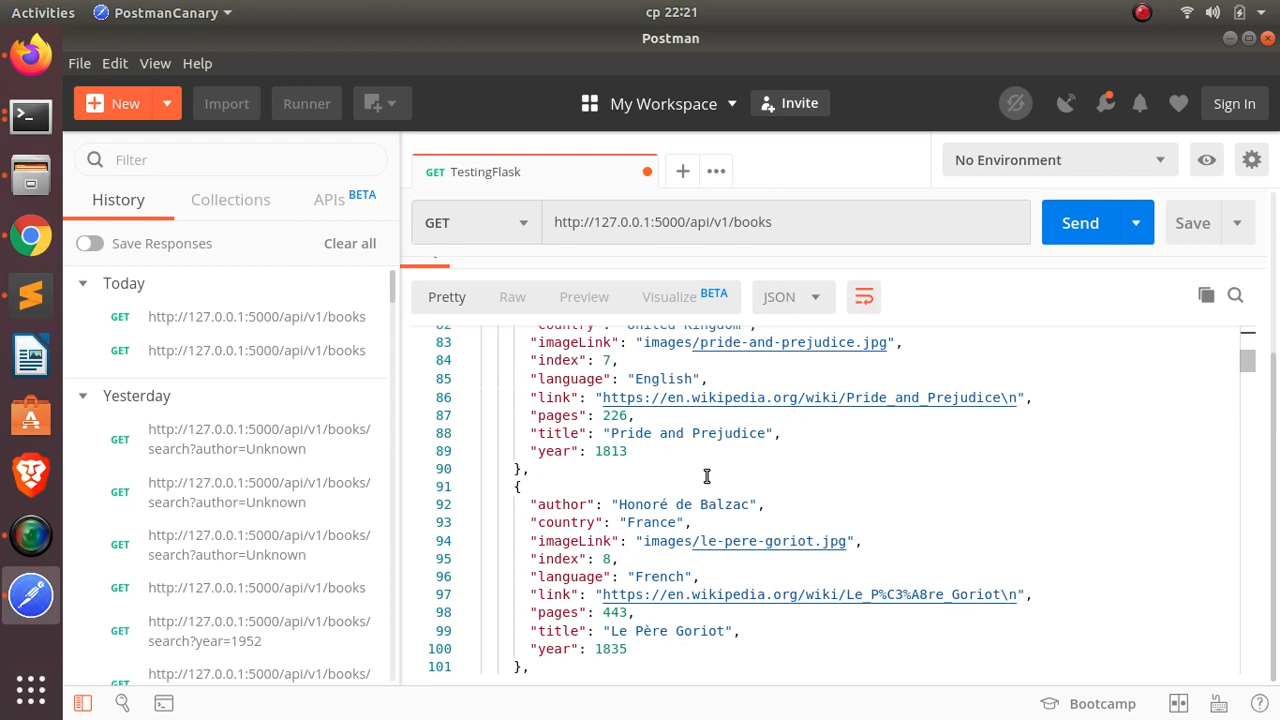 Activities PostmanCanary ср 22:21
Postman
File Edit View Help
New Import Runner My Workspace Invite Sign In
Filter
History Collections APIs BETA
Save Responses Clear all
Today
GET http://127.0.0.1:5000/api/v1/books
GET http://127.0.0.1:5000/api/v1/books
Yesterday
GET http://127.0.0.1:5000/api/v1/books/
search?author=Unknown
GET http://127.0.0.1:5000/api/v1/books/
search?author=Unknown
GET http://127.0.0.1:5000/api/v1/books/
search?author=Unknown
GET http://127.0.0.1:5000/api/v1/books
GET http://127.0.0.1:5000/api/v1/books/
search?year=1952
GET http://127.0.0.1:5000/api/v1/books/
GET TestingFlask + ••• No Environment
GET http://127.0.0.1:5000/api/v1/books Send Save
Pretty Raw Preview Visualize BETA JSON
82 "country": "United Kingdom",
83 "imageLink": "images/pride-and-prejudice.jpg",
84 "index": 7,
85 "language": "English",
86 "link": "https://en.wikipedia.org/wiki/Pride_and_Prejudice\n",
87 "pages": 226,
88 "title": "Pride and Prejudice",
89 "year": 1813
90 },
91 {
92 "author": "Honoré de Balzac",
93 "country": "France",
94 "imageLink": "images/le-pere-goriot.jpg",
95 "index": 8,
96 "language": "French",
97 "link": "https://en.wikipedia.org/wiki/Le_P%C3%A8re_Goriot\n",
98 "pages": 443,
99 "title": "Le Père Goriot",
100 "year": 1835
101 },
Bootcamp